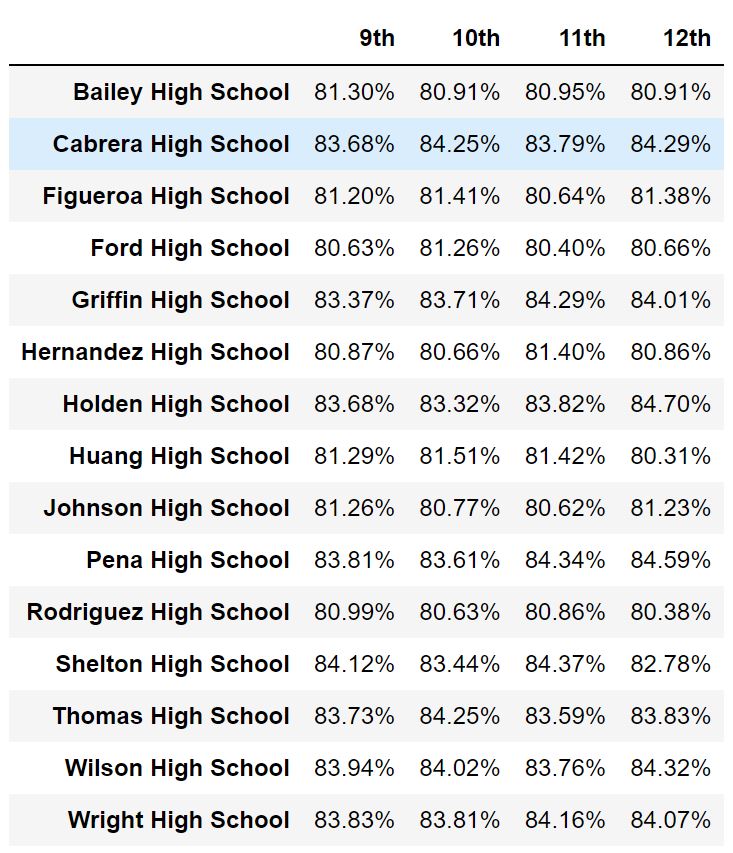 9th 10th 11th 12th
Bailey High School 81.30% 80.91% 80.95% 80.91%
Cabrera High School 83.68% 84.25% 83.79% 84.29%
Figueroa High School 81.20% 81.41% 80.64% 81.38%
Ford High School 80.63% 81.26% 80.40% 80.66%
Griffin High School 83.37% 83.71% 84.29% 84.01%
Hernandez High School 80.87% 80.66% 81.40% 80.86%
Holden High School 83.68% 83.32% 83.82% 84.70%
Huang High School 81.29% 81.51% 81.42% 80.31%
Johnson High School 81.26% 80.77% 80.62% 81.23%
Pena High School 83.81% 83.61% 84.34% 84.59%
Rodriguez High School 80.99% 80.63% 80.86% 80.38%
Shelton High School 84.12% 83.44% 84.37% 82.78%
Thomas High School 83.73% 84.25% 83.59% 83.83%
Wilson High School 83.94% 84.02% 83.76% 84.32%
Wright High School 83.83% 83.81% 84.16% 84.07%